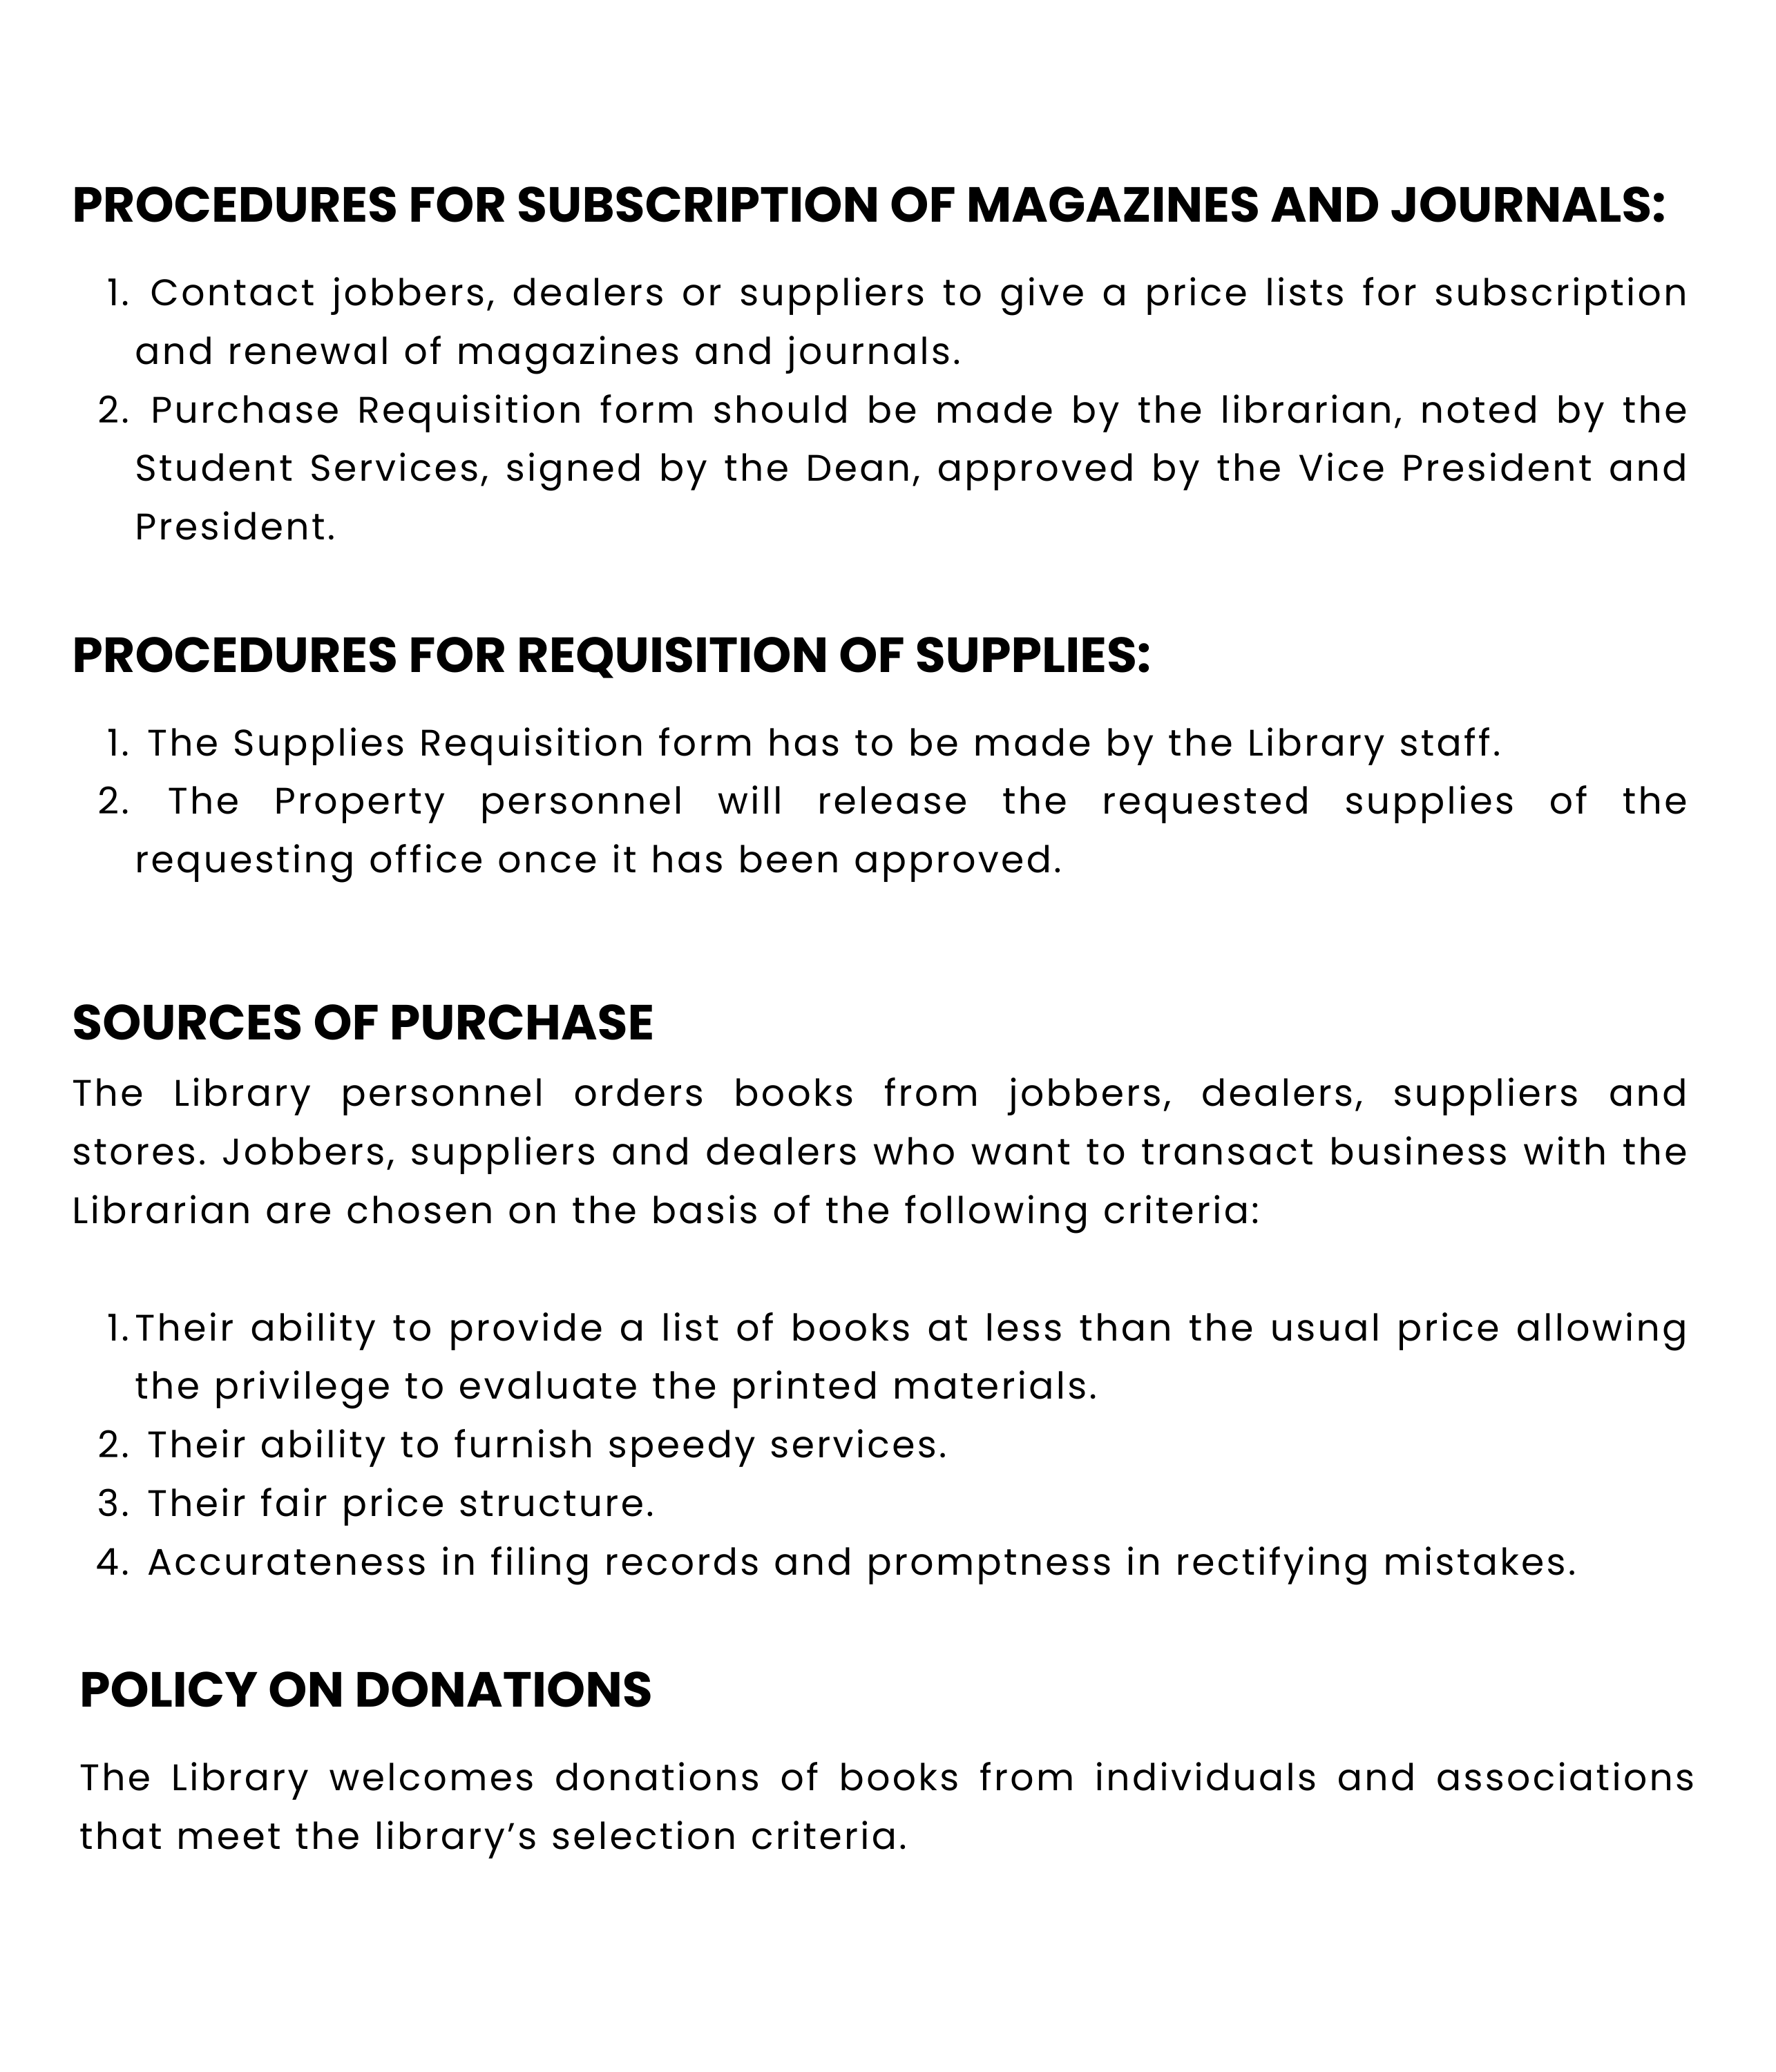 PROCEDURES FOR SUBSCRIPTION OF MAGAZINES AND JOURNALS:
1. Contact jobbers, dealers or suppliers to give a price lists for subscription
and renewal of magazines and journals.
2. Purchase Requisition form should be made by the librarian, noted by the
Student Services, signed by the Dean, approved by the Vice President and
President.
PROCEDURES FOR REQUISITION OF SUPPLIES:
1. The Supplies Requisition form has to be made by the Library staff.
2. The Property personnel will release the requested supplies of the
requesting office once it has been approved.
SOURCES OF PURCHASE
The Library personnel orders books from jobbers, dealers, suppliers and
stores. Jobbers, suppliers and dealers who want to transact business with the
Librarian are chosen on the basis of the following criteria:
1. Their ability to provide a list of books at less than the usual price allowing
the privilege to evaluate the printed materials.
2. Their ability to furnish speedy services.
3. Their fair price structure.
4. Accurateness in filing records and promptness in rectifying mistakes.
POLICY ON DONATIONS
The Library welcomes donations of books from individuals and associations
that meet the library’s selection criteria.